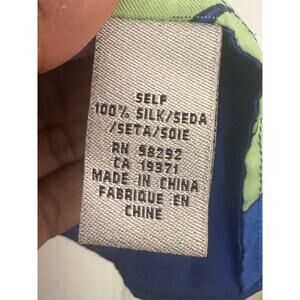 SELF
100% SILK/SEDA
/SETA/SOIE
RN 98292
CA 19371
MADE IN CHINA
FABRIQUE EN
CHINE